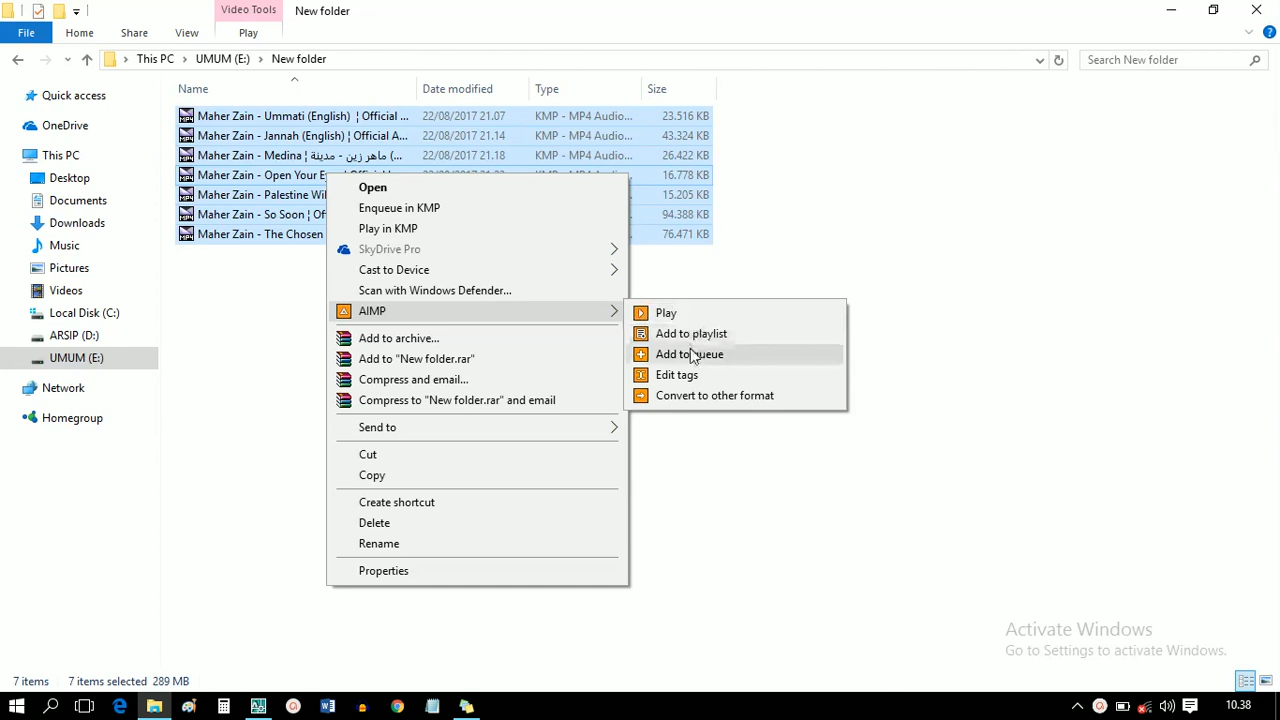 Video Tools
New folder
File
Home
Share
View
Play
This PC
UMUM (E:)
New folder
Search New folder
Name
Date modified
Type
Size
Quick access
OneDrive
This PC
Desktop
Documents
Downloads
Music
Pictures
Videos
Local Disk (C:)
ARSIP (D:)
UMUM (E:)
Network
Homegroup
Maher Zain - Ummati (English) ¦ Official ... 22/08/2017 21.07 KMP - MP4 Audio... 23.516 KB
Maher Zain - Jannah (English) ¦ Official A... 22/08/2017 21.14 KMP - MP4 Audio... 43.324 KB
Maher Zain - Medina ¦ ماهر زين - مدينة (... 22/08/2017 21.18 KMP - MP4 Audio... 26.422 KB
Maher Zain - Open Your E 16.778 KB
Maher Zain - Palestine Wil 15.205 KB
Maher Zain - So Soon ¦ Of 94.388 KB
Maher Zain - The Chosen 76.471 KB
Open
Enqueue in KMP
Play in KMP
SkyDrive Pro
Cast to Device
Scan with Windows Defender...
AIMP
Add to archive...
Add to "New folder.rar"
Compress and email...
Compress to "New folder.rar" and email
Send to
Cut
Copy
Create shortcut
Delete
Rename
Properties
Play
Add to playlist
Add to queue
Edit tags
Convert to other format
Activate Windows
Go to Settings to activate Windows.
7 items
7 items selected 289 MB
10.38